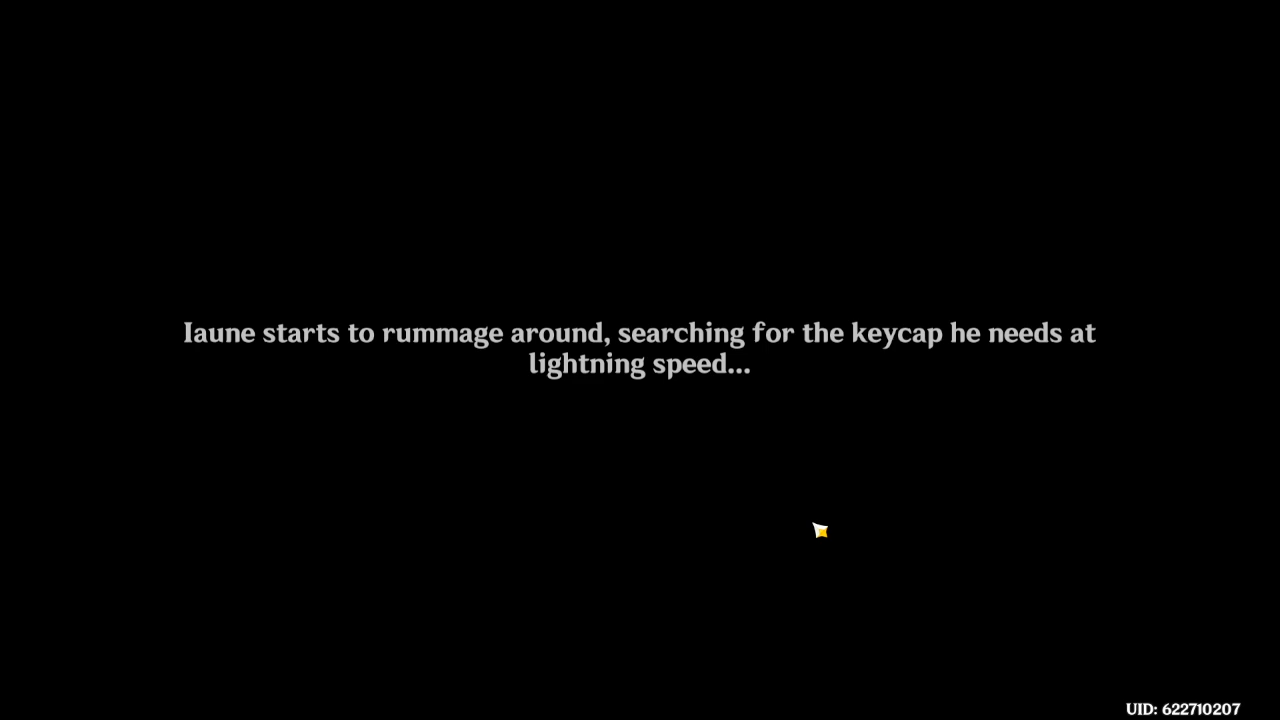 Iaune starts to rummage around, searching for the keycap he needs at
lightning speed...
UID: 622710207